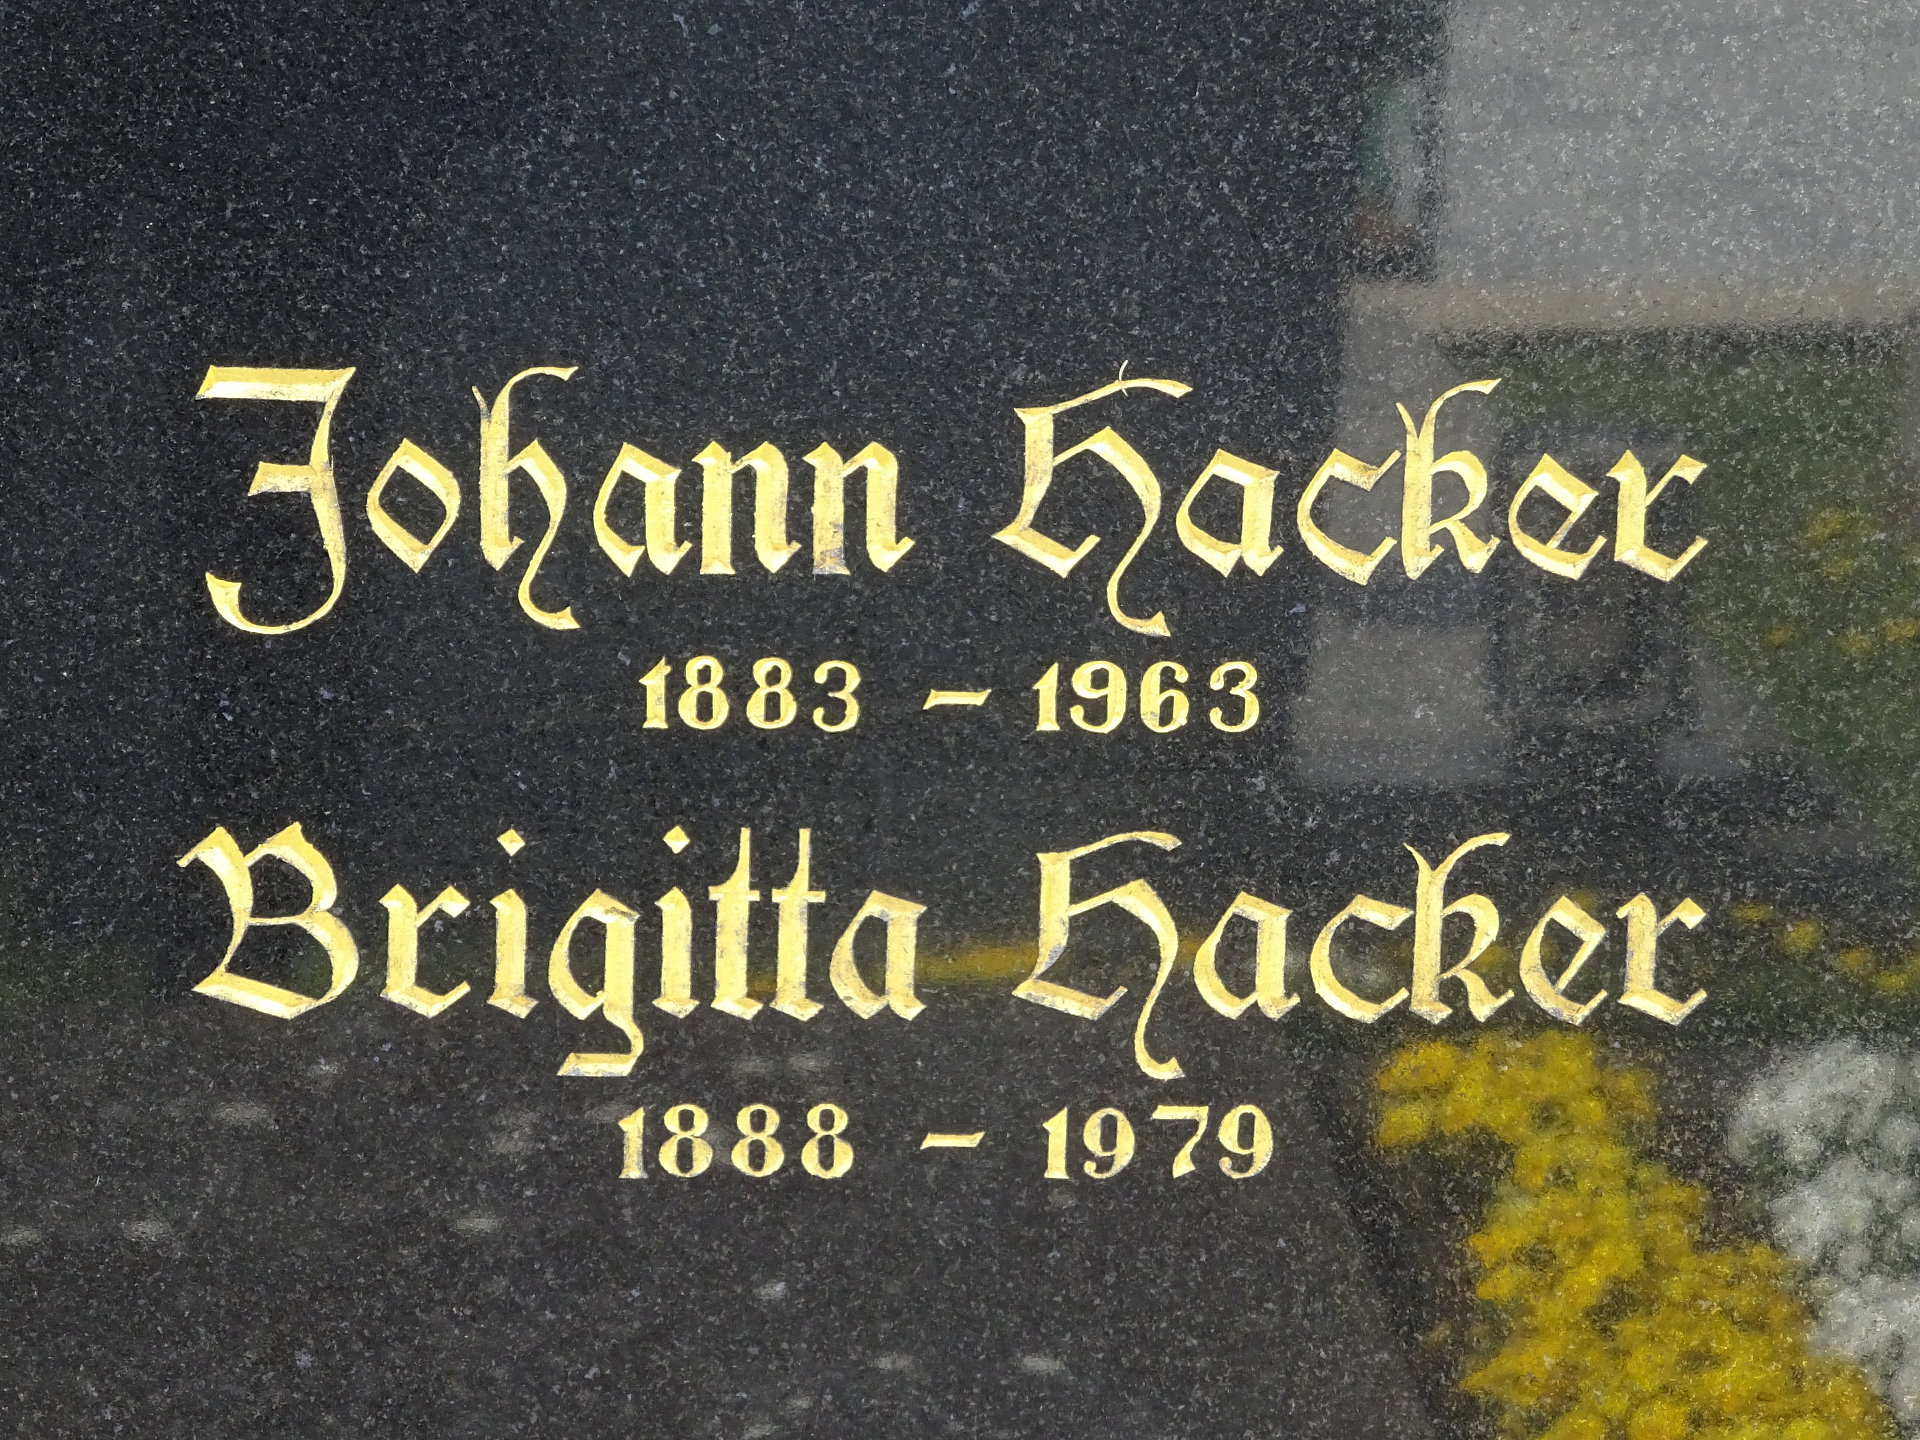 Johann Hacker
1883 – 1963
Brigitta Hacker
1888 – 1979